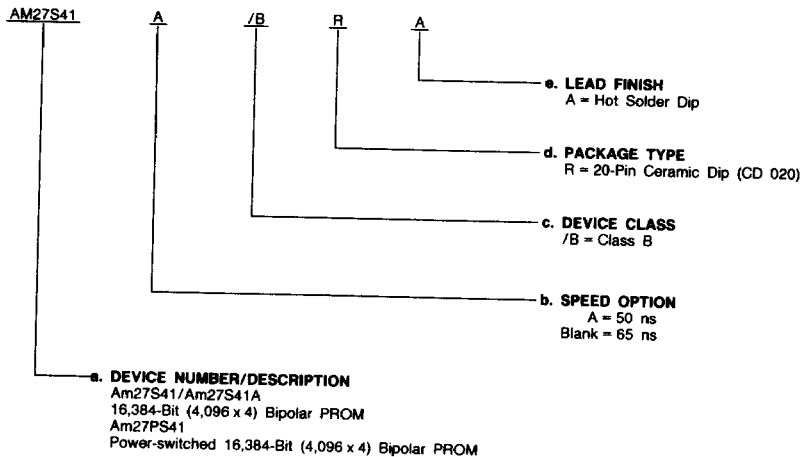 AM27S41 A /B R A
e. LEAD FINISH
A = Hot Solder Dip
d. PACKAGE TYPE
R = 20-Pin Ceramic Dip (CD 020)
c. DEVICE CLASS
/B = Class B
b. SPEED OPTION
A = 50 ns
Blank = 65 ns
a. DEVICE NUMBER/DESCRIPTION
Am27S41/Am27S41A
16,384-Bit (4,096 x 4) Bipolar PROM
Am27PS41
Power-switched 16,384-Bit (4,096 x 4) Bipolar PROM